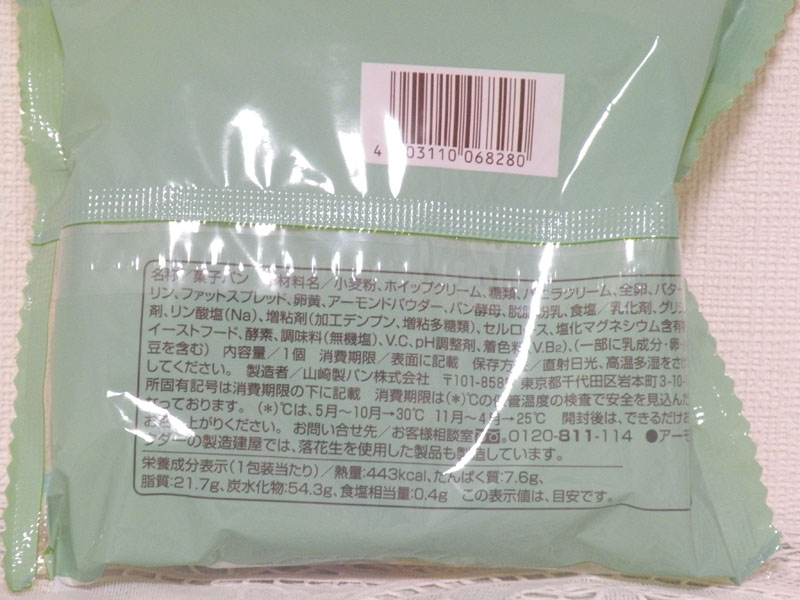 4 03110 068280
名称／菓子パン 材料名／小麦粉、ホイップクリーム、糖類、バニラクリーム、全卵、バター
リン、ファットスプレッド、卵黄、アーモンドパウダー、パン酵母、脱脂粉乳、食塩／乳化剤、グリシ
剤、リン酸塩(Na)、増粘剤(加工デンプン、増粘多糖類)、セルロース、塩化マグネシウム含有
イーストフード、酵素、調味料(無機塩)、V.C、pH調整剤、着色料(V.B₂)、(一部に乳成分・卵・
豆を含む) 内容量／1個 消費期限／表面に記載 保存方法／直射日光、高温多湿をさけ
してください。 製造者／山崎製パン株式会社 〒101-858 東京都千代田区岩本町3-10-
所固有記号は消費期限の下に記載 消費期限は(*)℃の保管温度の検査で安全を見込んだ
なっております。 (*)℃は、5月〜10月→30℃ 11月〜4月→25℃ 開封後は、できるだけお
お召し上がりください。 お問い合せ先／お客様相談室 0120-811-114 ●アーモ
ンダーの製造建屋では、落花生を使用した製品も製造しています。
栄養成分表示(1包装当たり)／熱量:443kcal、たんぱく質:7.6g、
脂質:21.7g、炭水化物:54.3g、食塩相当量:0.4g この表示値は、目安です。